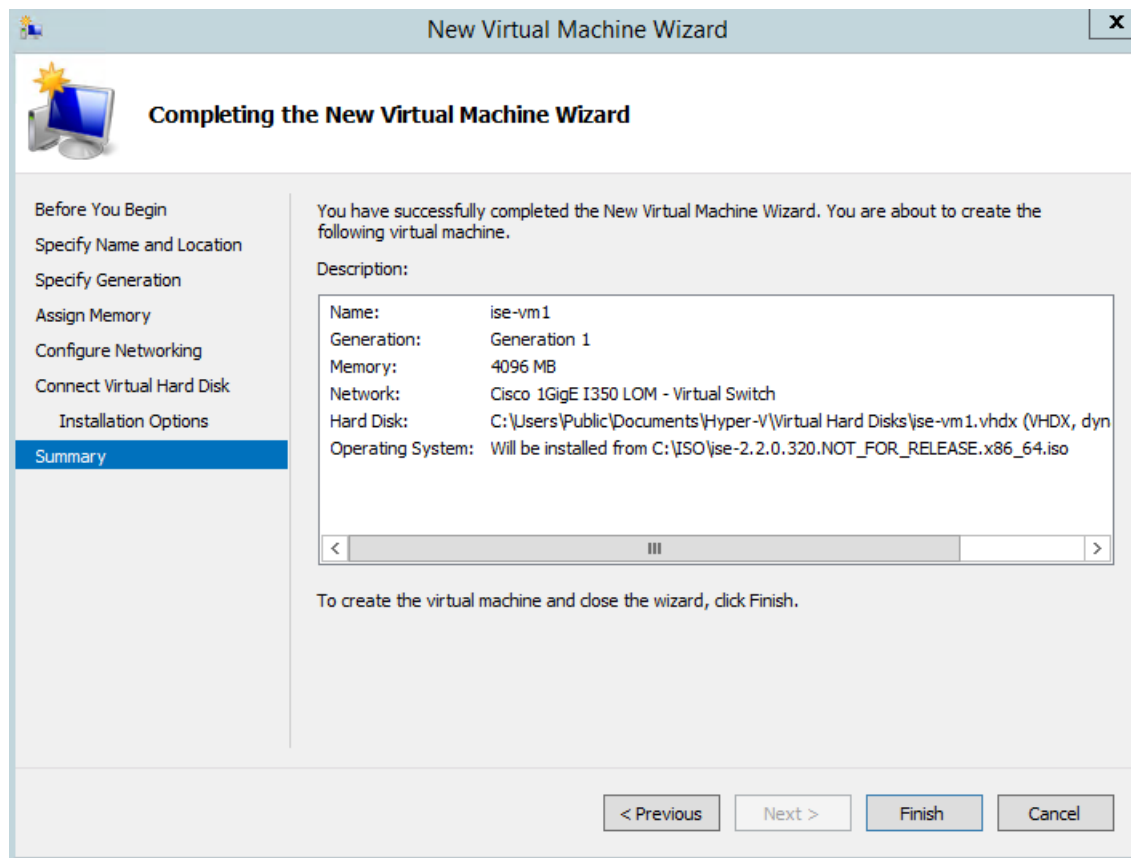 New Virtual Machine Wizard
X
Completing the New Virtual Machine Wizard
Before You Begin
Specify Name and Location
Specify Generation
Assign Memory
Configure Networking
Connect Virtual Hard Disk
Installation Options
Summary
You have successfully completed the New Virtual Machine Wizard. You are about to create the
following virtual machine.
Description:
Name: ise-vm1
Generation: Generation 1
Memory: 4096 MB
Network: Cisco 1GigE I350 LOM - Virtual Switch
Hard Disk: C:\Users\Public\Documents\Hyper-V\Virtual Hard Disks\ise-vm1.vhdx (VHDX, dyn
Operating System: Will be installed from C:\ISO\ise-2.2.0.320.NOT_FOR_RELEASE.x86_64.iso
To create the virtual machine and close the wizard, click Finish.
< Previous Next > Finish Cancel